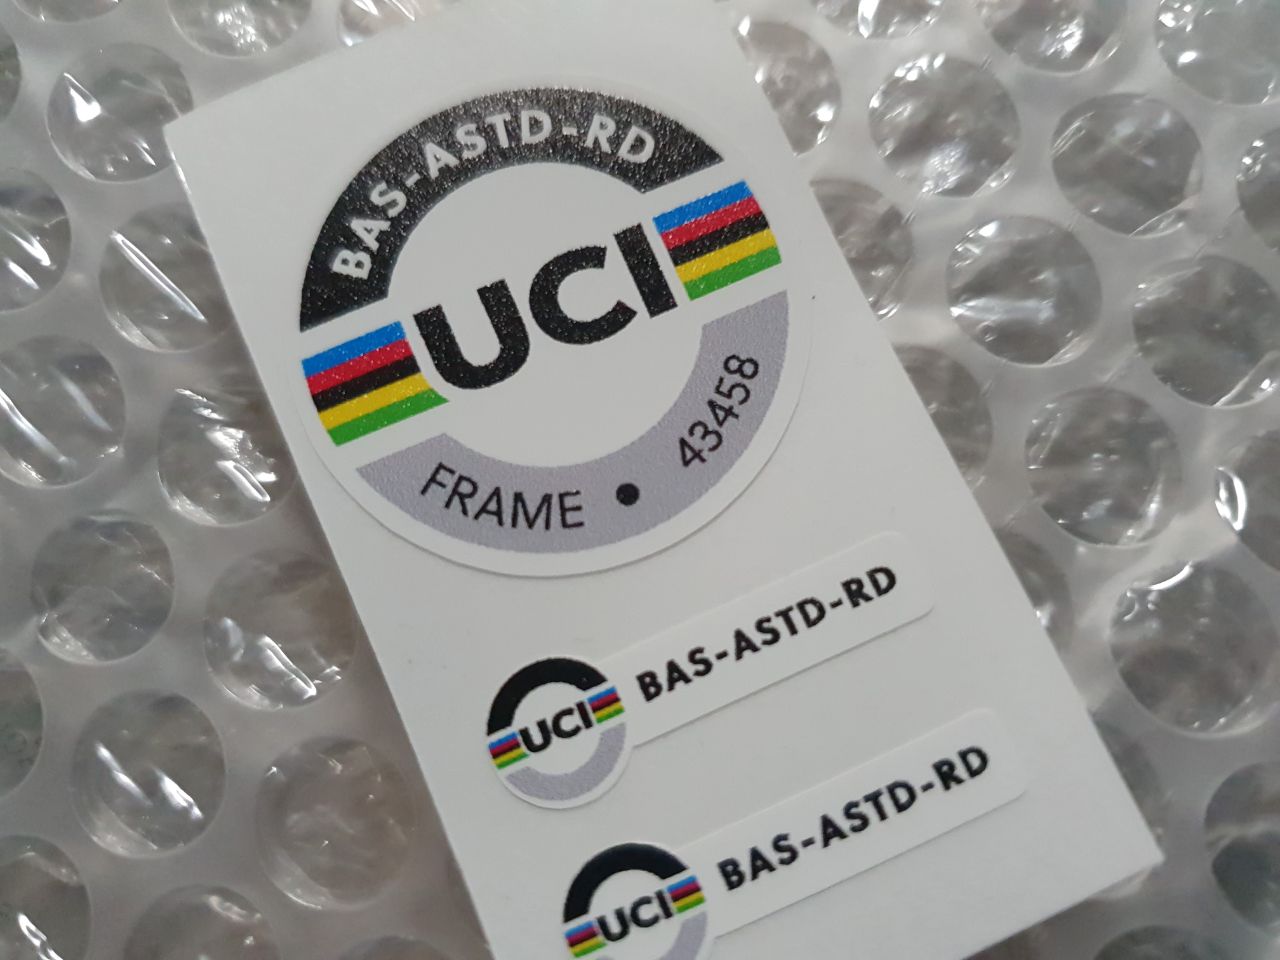 BAS-ASTD-RD
UCI
FRAME • 43458
UCI BAS-ASTD-RD
UCI BAS-ASTD-RD